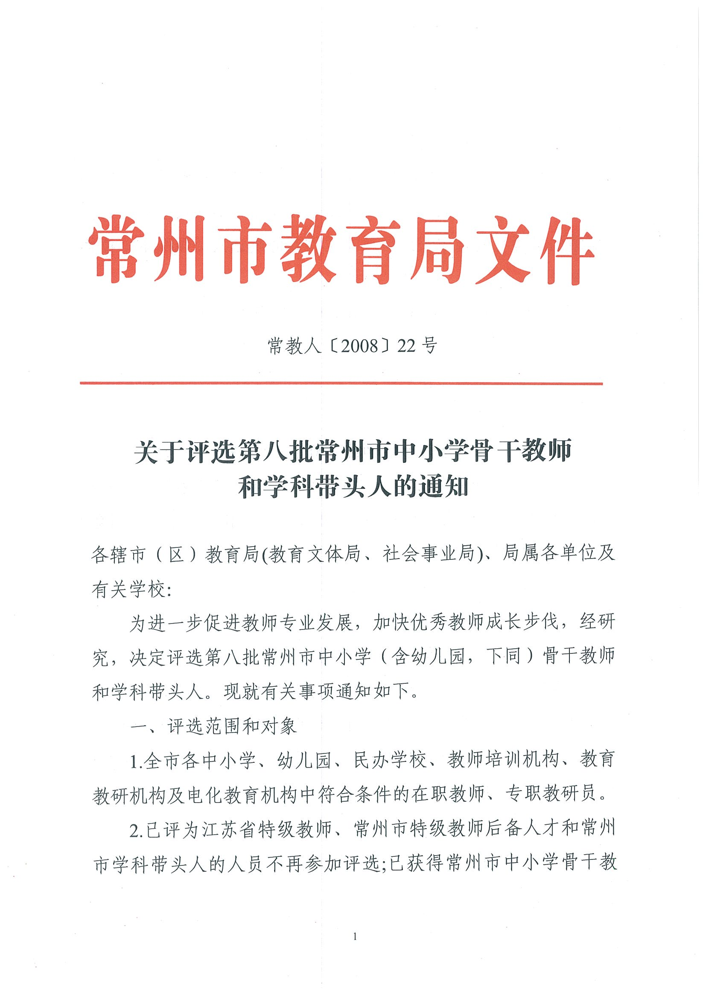 常州市教育局文件
常教人〔2008〕22 号
关于评选第八批常州市中小学骨干教师
和学科带头人的通知
各辖市（区）教育局(教育文体局、社会事业局)、局属各单位及
有关学校:
为进一步促进教师专业发展，加快优秀教师成长步伐，经研
究，决定评选第八批常州市中小学（含幼儿园，下同）骨干教师
和学科带头人。现就有关事项通知如下。
一、评选范围和对象
1.全市各中小学、幼儿园、民办学校、教师培训机构、教育
教研机构及电化教育机构中符合条件的在职教师、专职教研员。
2.已评为江苏省特级教师、常州市特级教师后备人才和常州
市学科带头人的人员不再参加评选;已获得常州市中小学骨干教
1